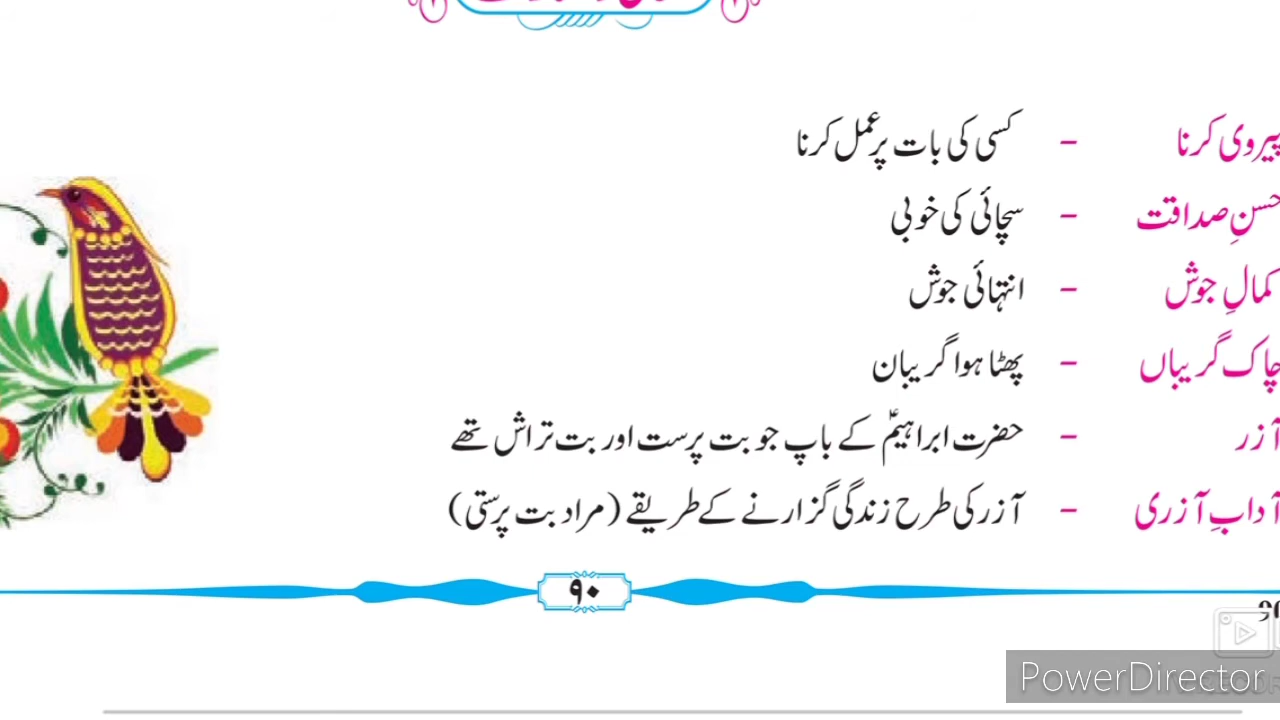 پیروی کرنا - کسی کی بات پر عمل کرنا
حسنِ صداقت - سچائی کی خوبی
کمالِ جوش - انتہائی جوش
چاک گریباں - پھٹا ہوا گریبان
آزر - حضرت ابراہیمؑ کے باپ جو بت پرست اور بت تراش تھے
آدابِ آزری - آزر کی طرح زندگی گزارنے کے طریقے (مراد بت پرستی)
۹۰
90
PowerDirector